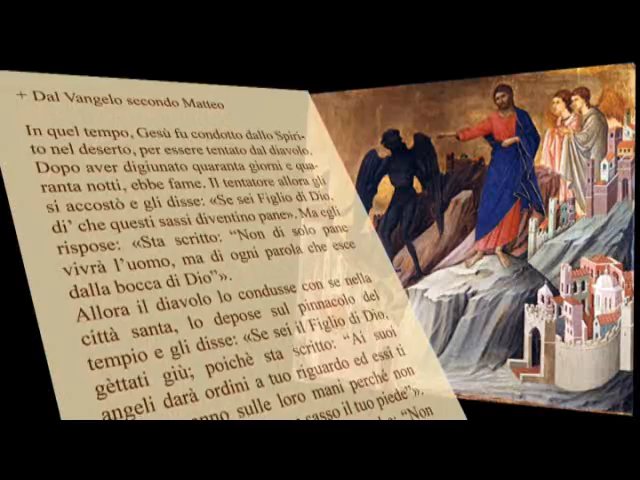 + Dal Vangelo secondo Matteo
In quel tempo, Gesù fu condotto dallo Spiri-
to nel deserto, per essere tentato dal diavolo.
Dopo aver digiunato quaranta giorni e qua-
ranta notti, ebbe fame. Il tentatore allora gli
si accostò e gli disse: «Se sei Figlio di Dio,
di' che questi sassi diventino pane». Ma egli
rispose: «Sta scritto: "Non di solo pane
vivrà l'uomo, ma di ogni parola che esce
dalla bocca di Dio"».
Allora il diavolo lo condusse con se nella
città santa, lo depose sul pinnacolo del
tempio e gli disse: «Se sei il Figlio di Dio,
gèttati giù; poichè sta scritto: "Ai suoi
angeli darà ordini a tuo riguardo ed essi ti
sulle loro mani perché non
sasso il tuo piede"».
"Non